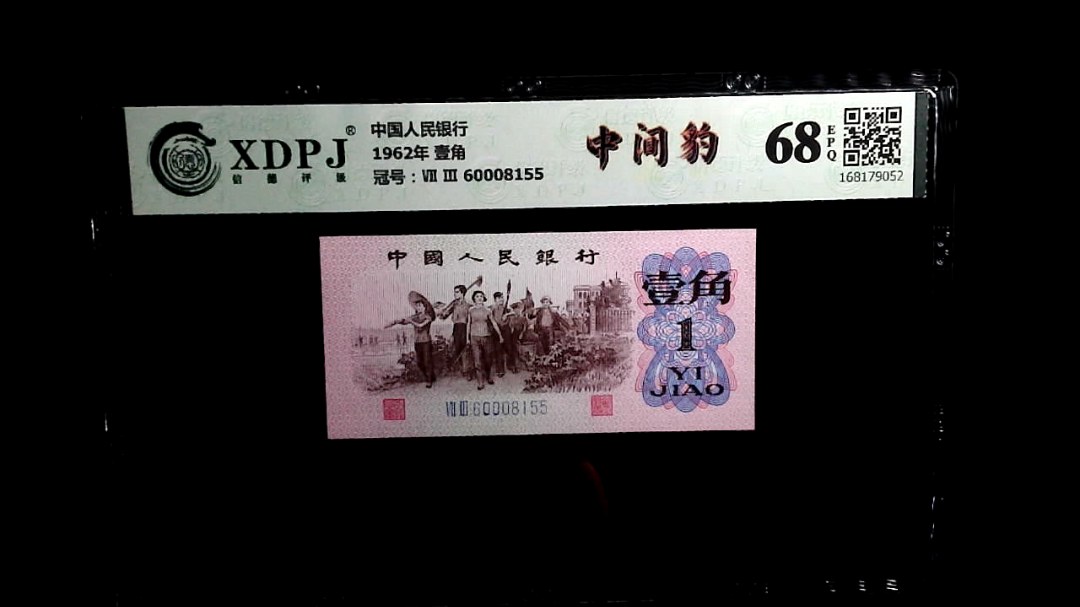 XDPJ®
信德评级
中国人民银行
1962年 壹角
冠号：Ⅶ Ⅲ 60008155
中间豹
68
EPQ
168179052
中國人民銀行
壹角
1
YI
JIAO
Ⅶ Ⅲ 60008155